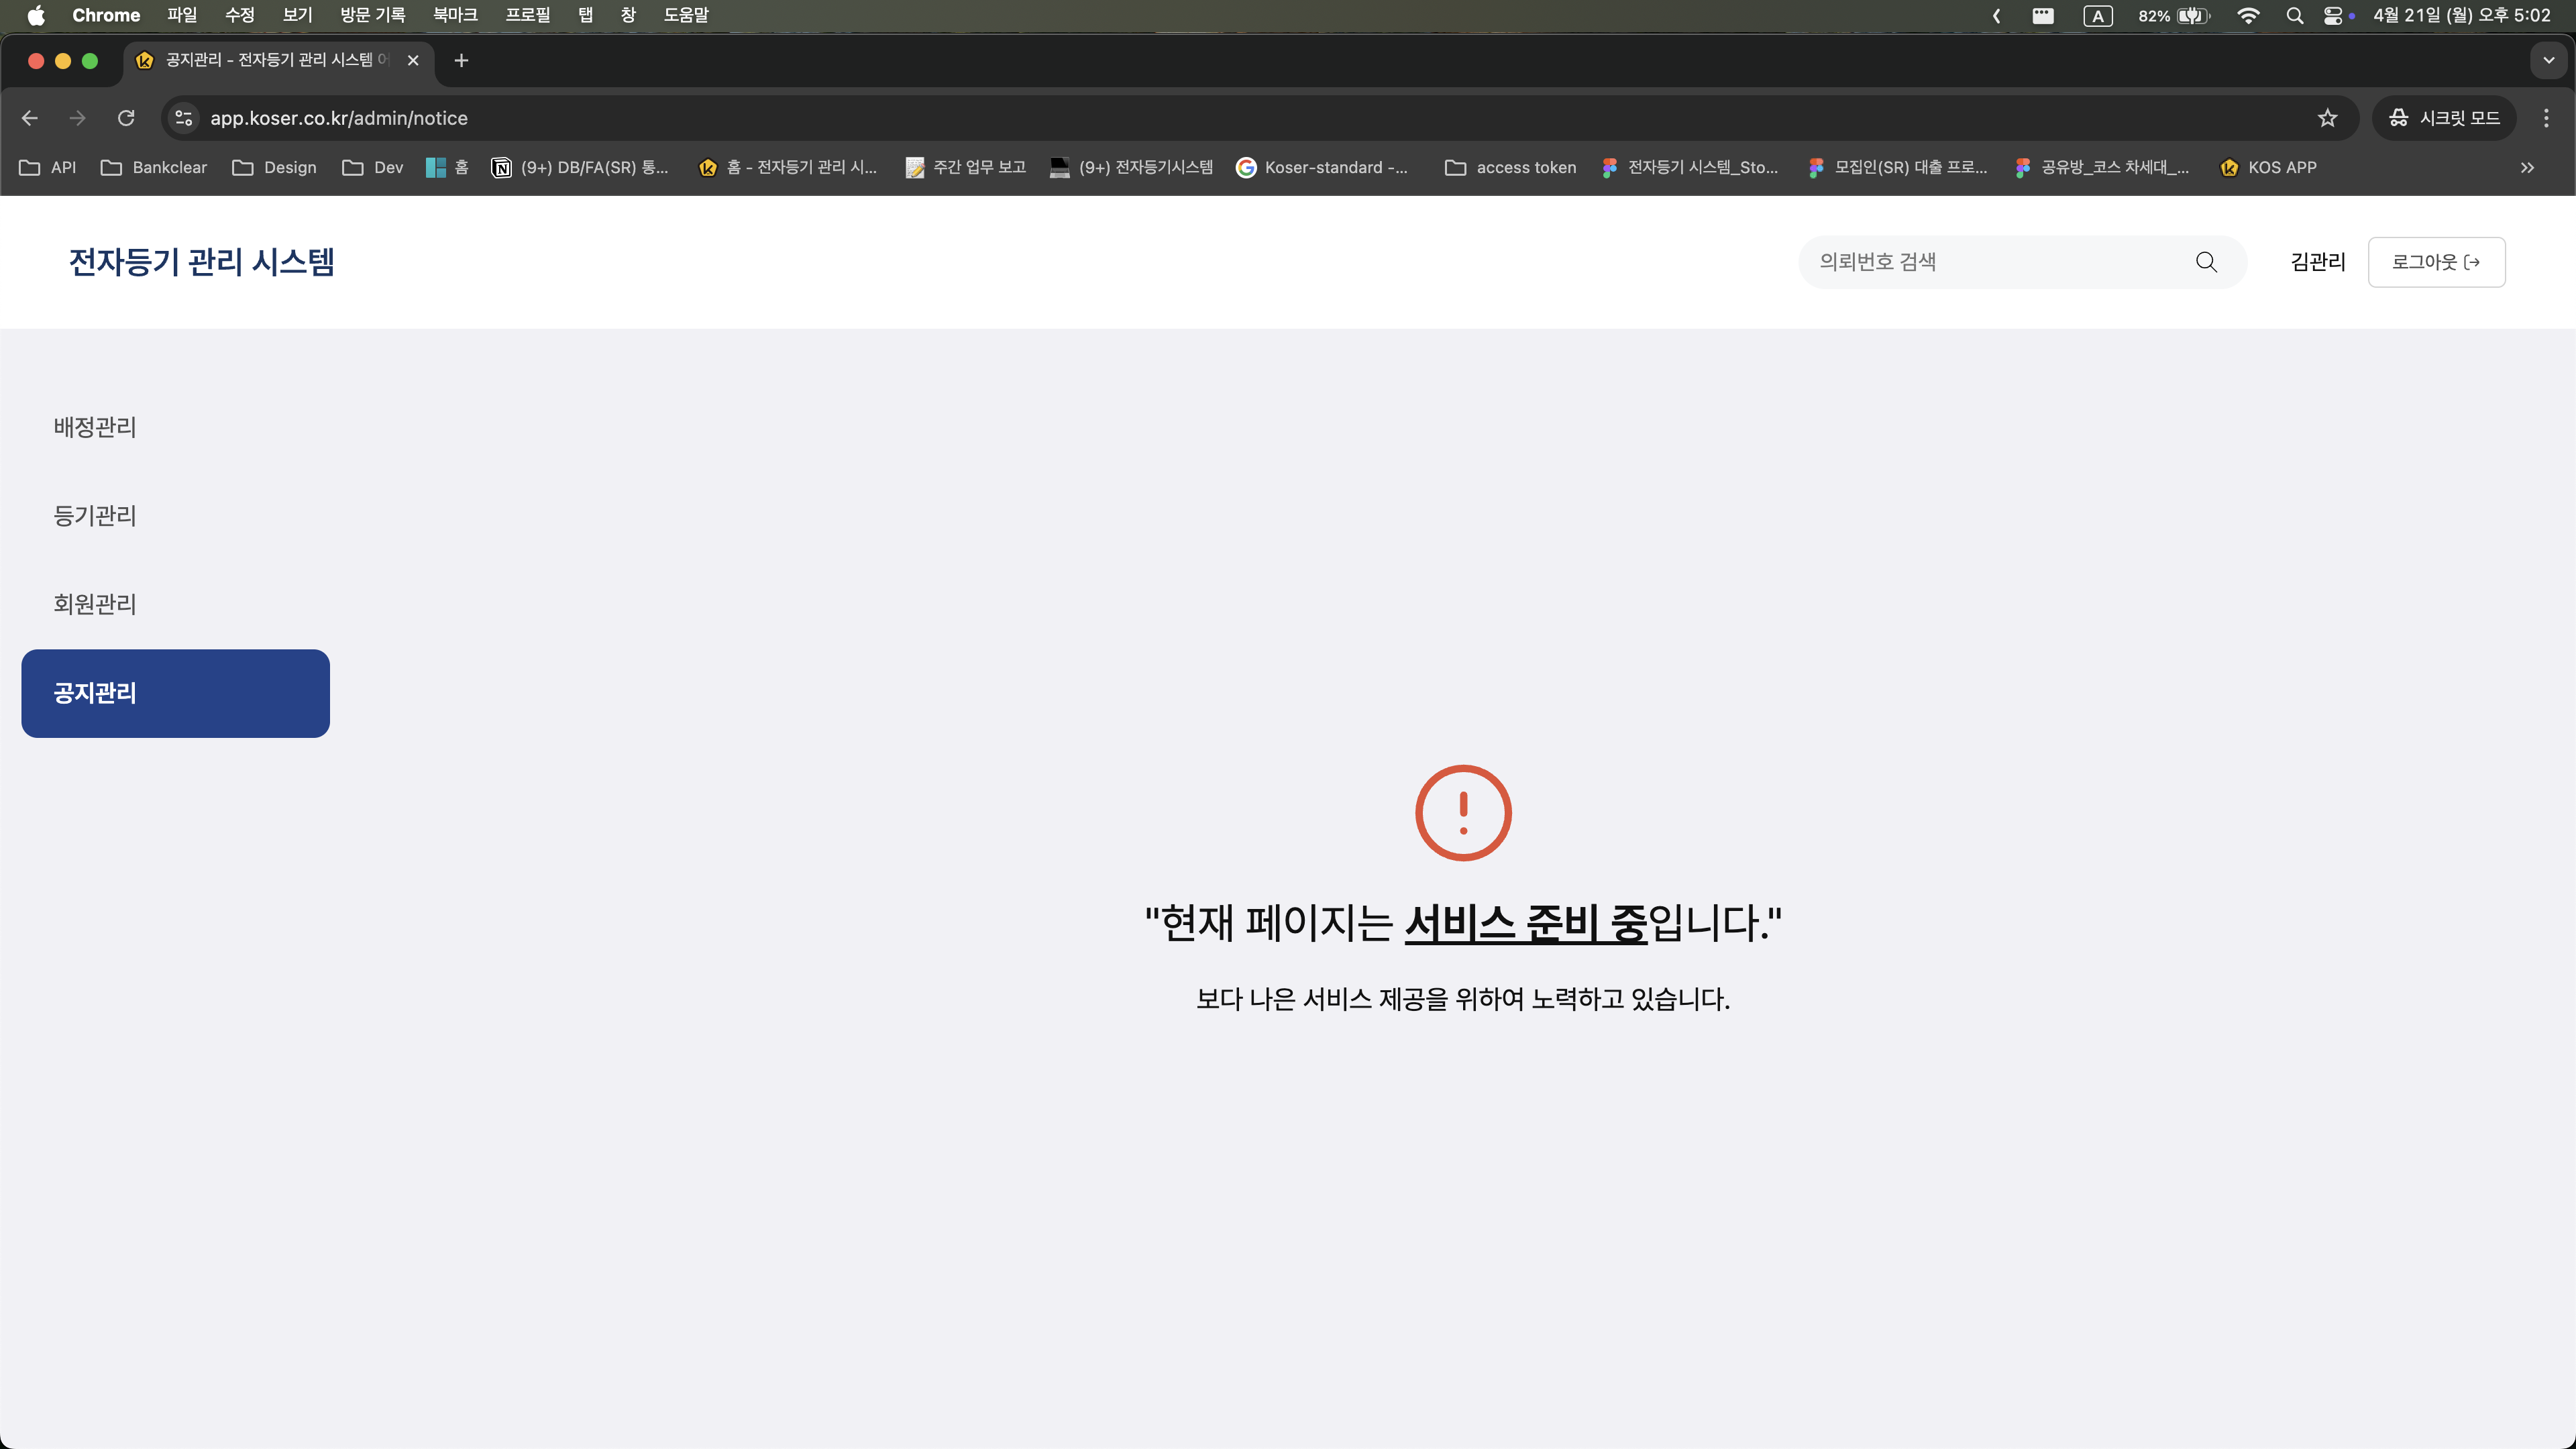 Chrome 파일 수정 보기 방문 기록 북마크 프로필 탭 창 도움말 A 82% 4월 21일 (월) 오후 5:02
공지관리 - 전자등기 관리 시스템
app.koser.co.kr/admin/notice 시크릿 모드
API Bankclear Design Dev 홈 (9+) DB/FA(SR) 통... 홈 - 전자등기 관리 시... 주간 업무 보고 (9+) 전자등기시스템 Koser-standard -... access token 전자등기 시스템_Sto... 모집인(SR) 대출 프로... 공유방_코스 차세대_... KOS APP
전자등기 관리 시스템 의뢰번호 검색 김관리 로그아웃
배정관리
등기관리
회원관리
공지관리
"현재 페이지는 서비스 준비 중입니다."
보다 나은 서비스 제공을 위하여 노력하고 있습니다.